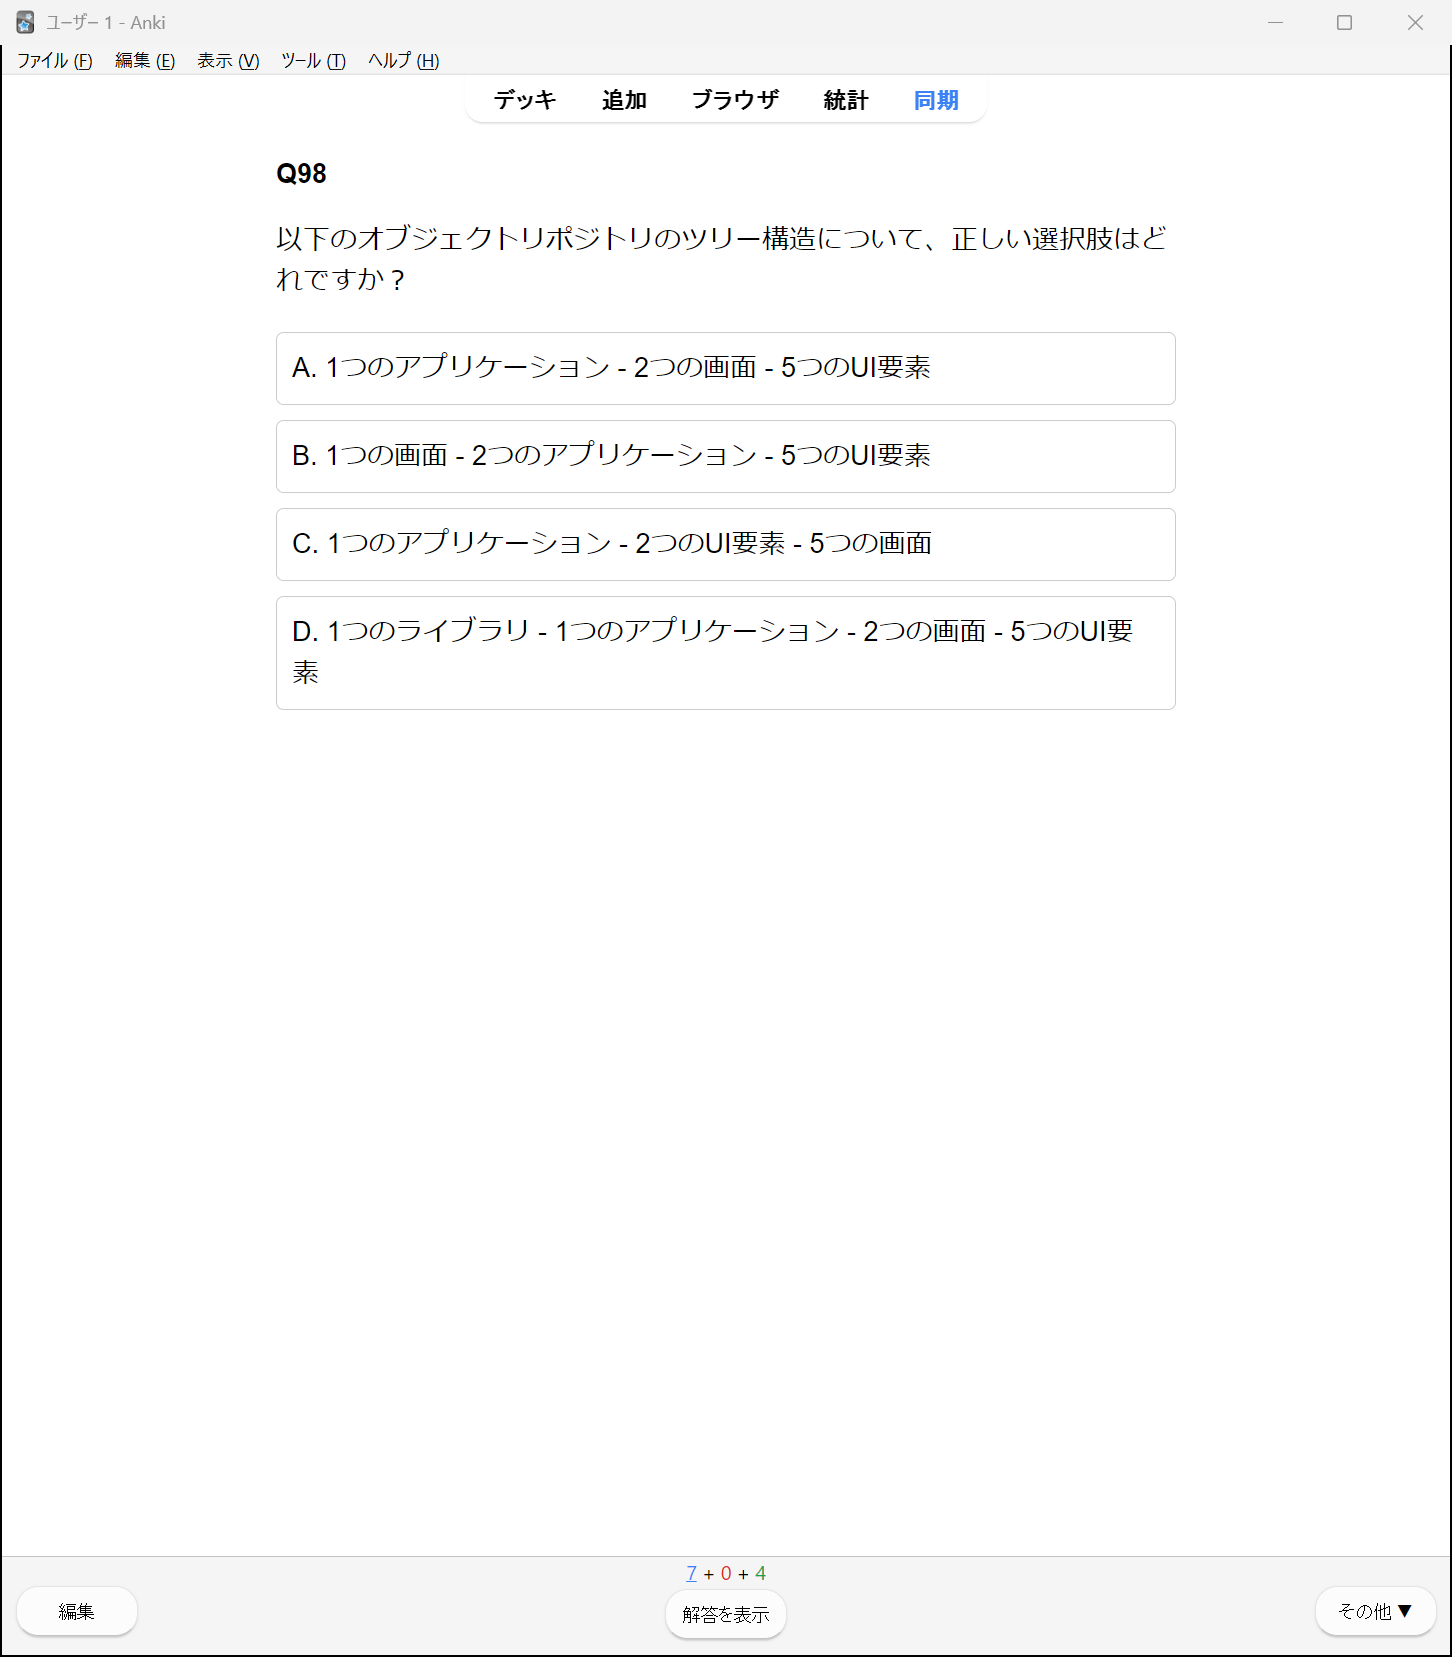 ユーザー 1 - Anki
ファイル (F) 編集 (E) 表示 (V) ツール (T) ヘルプ (H)
デッキ 追加 ブラウザ 統計 同期
Q98
以下のオブジェクトリポジトリのツリー構造について、正しい選択肢はど
れですか？
A. 1つのアプリケーション - 2つの画面 - 5つのUI要素
B. 1つの画面 - 2つのアプリケーション - 5つのUI要素
C. 1つのアプリケーション - 2つのUI要素 - 5つの画面
D. 1つのライブラリ - 1つのアプリケーション - 2つの画面 - 5つのUI要
素
7 + 0 + 4
編集 解答を表示 その他 ▼